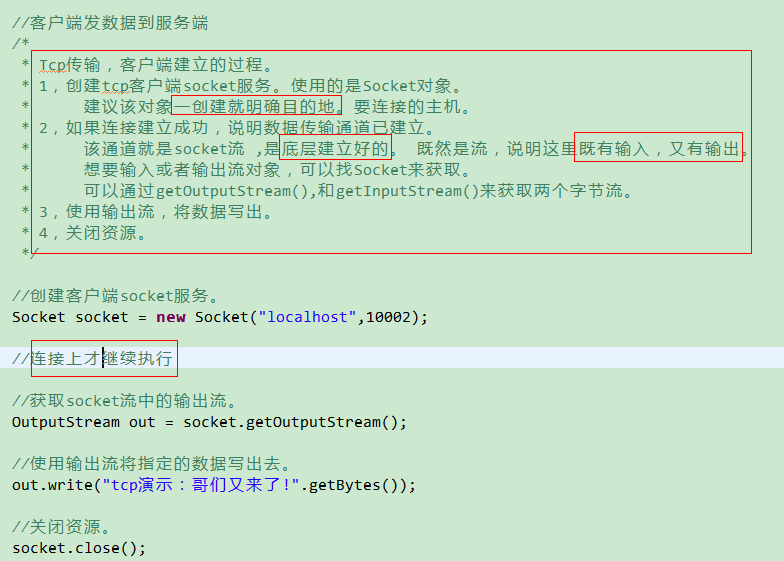 //客户端发数据到服务端
/*
* Tcp传输，客户端建立的过程。
* 1，创建tcp客户端socket服务。使用的是Socket对象。
* 建议该对象一创建就明确目的地。要连接的主机。
* 2，如果连接建立成功，说明数据传输通道已建立。
* 该通道就是socket流 ,是底层建立好的。 既然是流，说明这里既有输入，又有输出。
* 想要输入或者输出流对象，可以找Socket来获取。
* 可以通过getOutputStream(),和getInputStream()来获取两个字节流。
* 3，使用输出流，将数据写出。
* 4，关闭资源。
*/
//创建客户端socket服务。
Socket socket = new Socket("localhost",10002);
//连接上才继续执行
//获取socket流中的输出流。
OutputStream out = socket.getOutputStream();
//使用输出流将指定的数据写出去。
out.write("tcp演示：哥们又来了!".getBytes());
//关闭资源。
socket.close();